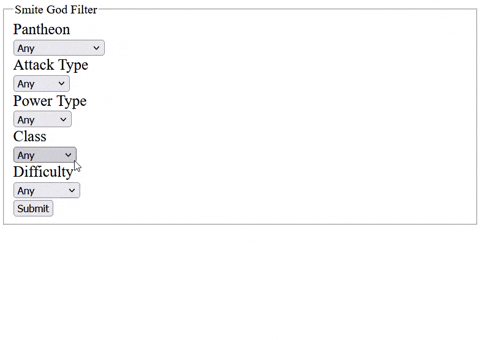 Smite God Filter
Pantheon
Any
Attack Type
Any
Power Type
Any
Class
Any
Difficulty
Any
Submit